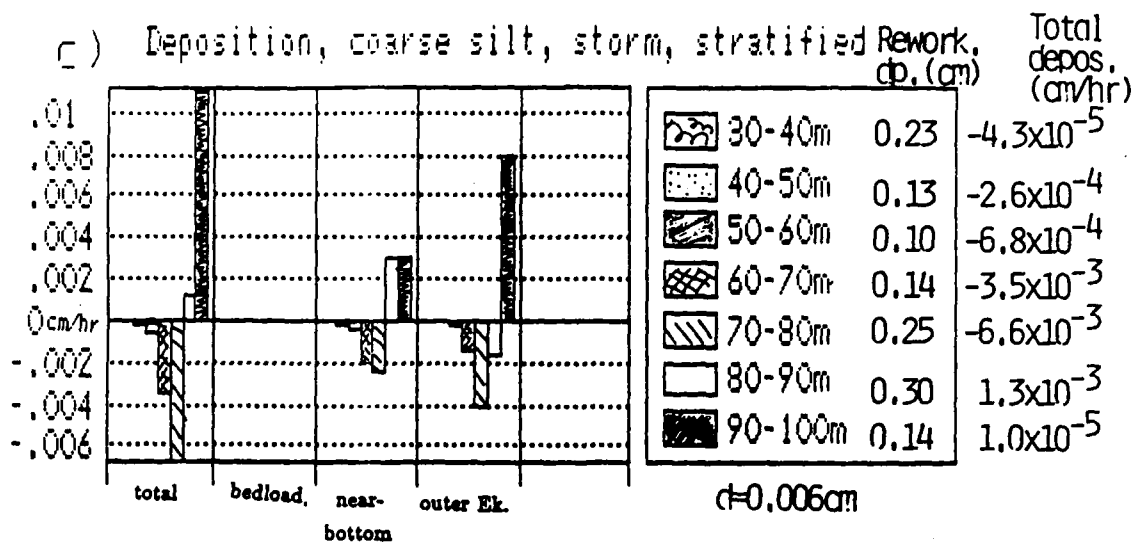 c) Deposition, coarse silt, storm, stratified
Rework. dp. (cm)
Total depos. (cm/hr)
.01
.008
.006
.004
.002
0 cm/hr
-.002
-.004
-.006
total
bedload.
near-bottom
outer Ek.
30-40m 0.23 -4.3x10⁻⁵
40-50m 0.13 -2.6x10⁻⁴
50-60m 0.10 -6.8x10⁻⁴
60-70m 0.14 -3.5x10⁻³
70-80m 0.25 -6.6x10⁻³
80-90m 0.30 1.3x10⁻³
90-100m 0.14 1.0x10⁻⁵
d=0.006cm